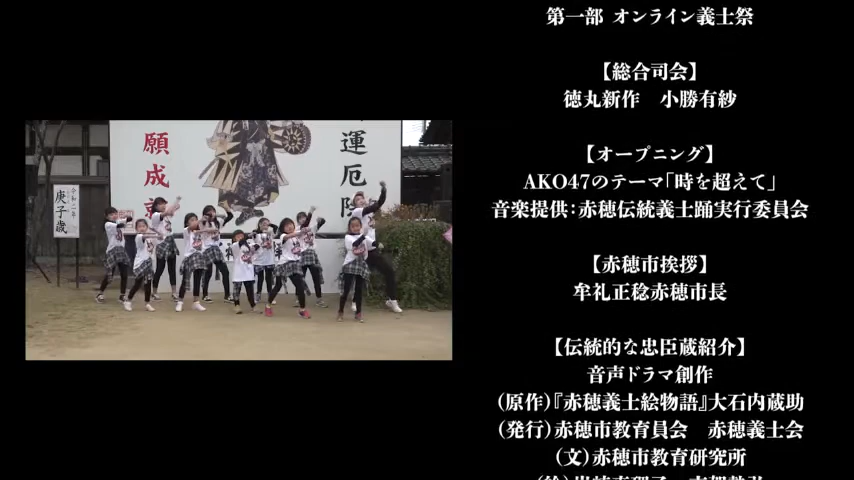 第一部 オンライン義士祭
【総合司会】
徳丸新作 小勝有紗
【オープニング】
AKO47のテーマ「時を超えて」
音楽提供:赤穂伝統義士踊実行委員会
【赤穂市挨拶】
牟礼正稔赤穂市長
【伝統的な忠臣蔵紹介】
音声ドラマ創作
(原作)『赤穂義士絵物語』大石内蔵助
(発行)赤穂市教育員会 赤穂義士会
(文)赤穂市教育研究所
願成
運厄除
令和二年
庚子歳